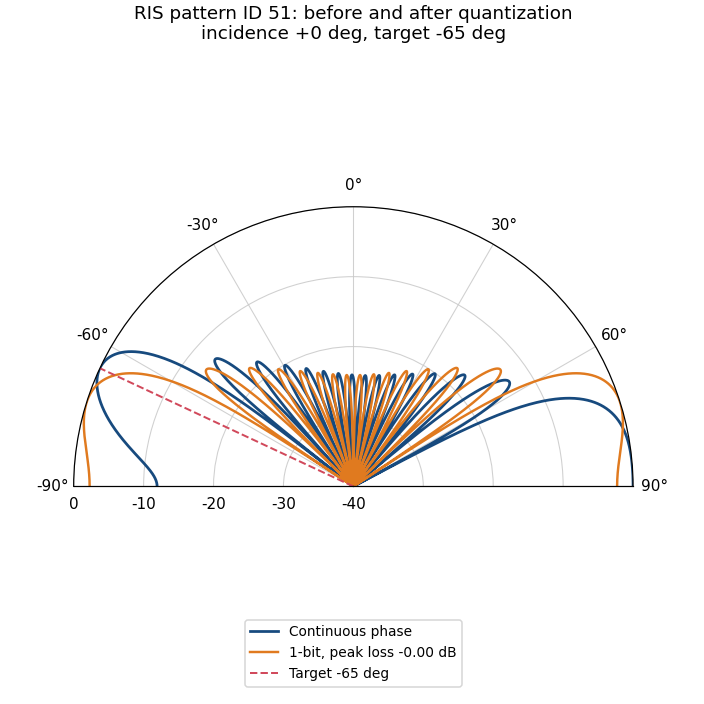 RIS pattern ID 51: before and after quantization
incidence +0 deg, target -65 deg
0°
-30°
30°
-60°
60°
-90°
90°
0
-10
-20
-30
-40
Continuous phase
1-bit, peak loss -0.00 dB
Target -65 deg